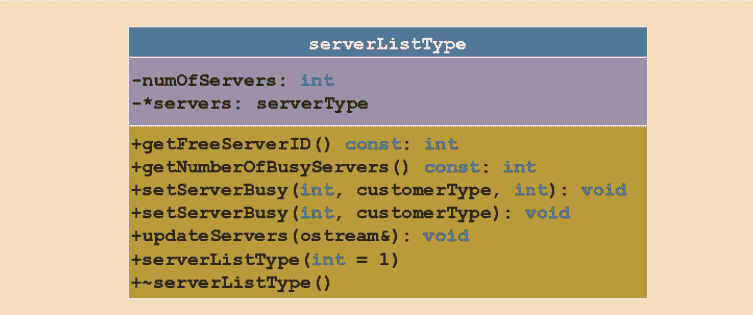 serverListType
-numOfServers: int
-*servers: serverType
+getFreeServerID() const: int
+getNumberOfBusyServers() const: int
+setServerBusy(int, customerType, int): void
+setServerBusy(int, customerType): void
+updateServers(ostream&): void
+serverListType(int = 1)
+~serverListType()